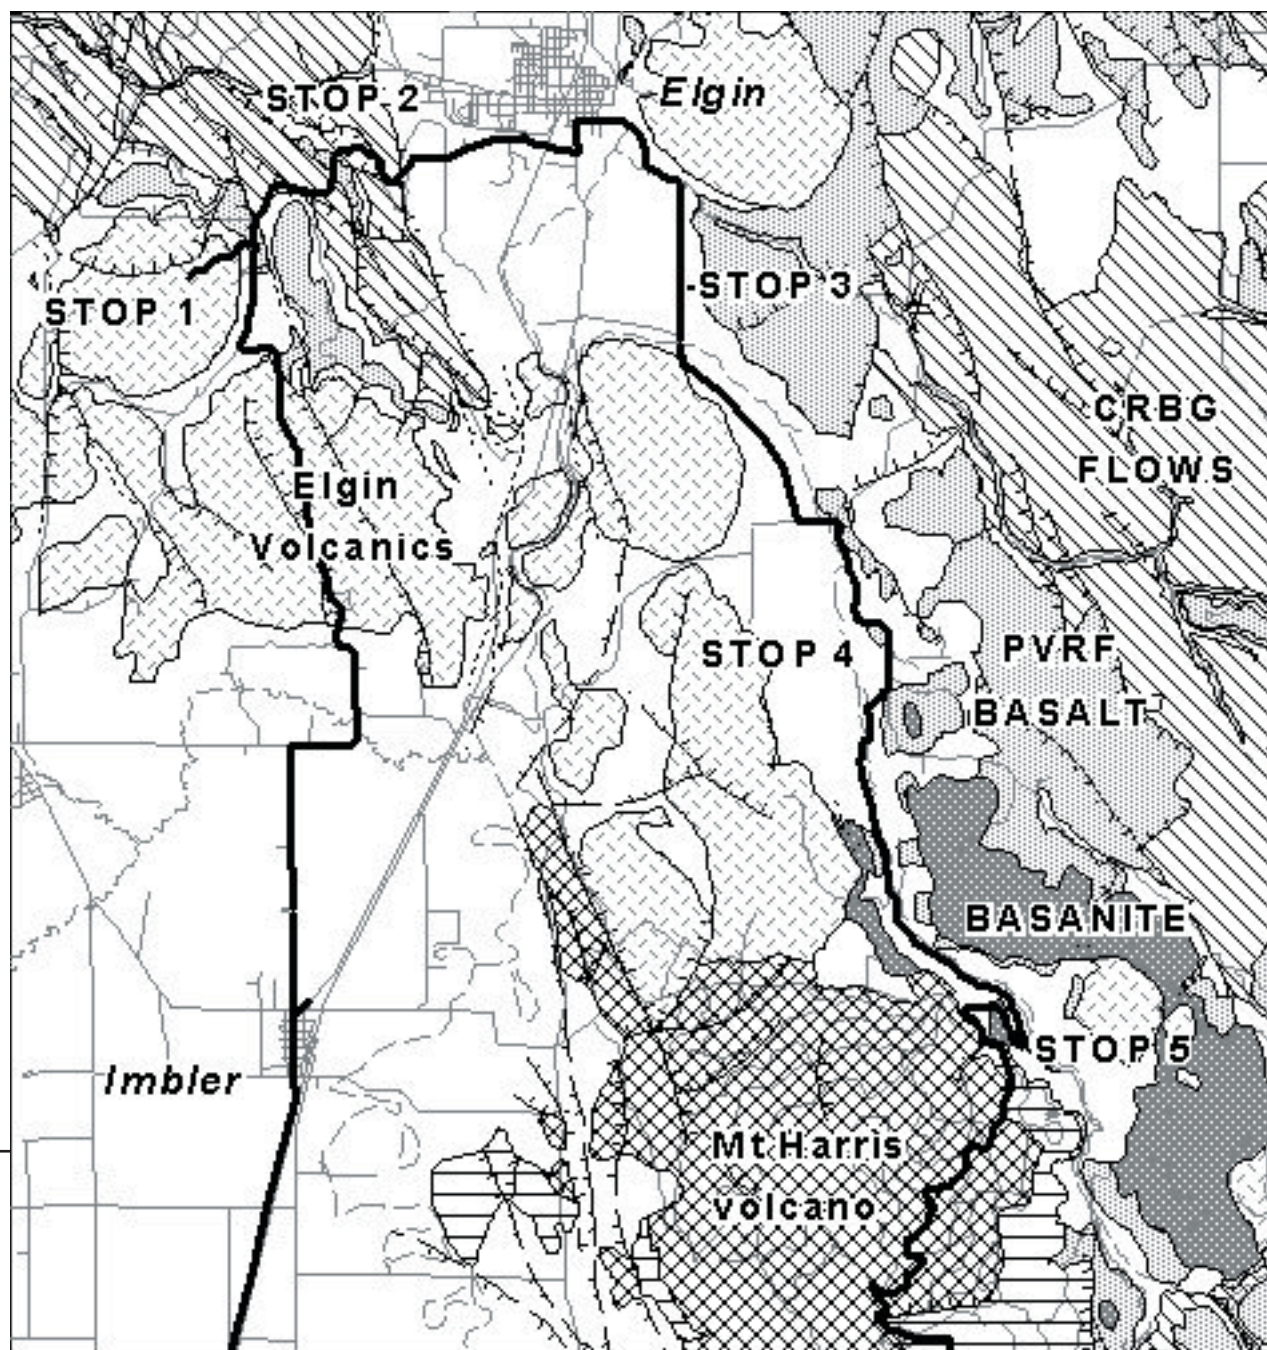 STOP 2
Elgin
STOP 1
-STOP 3
CRBG
FLOWS
Elgin
Volcanics
STOP 4
PVRF
BASALT
BASANITE
STOP 5
Imbler
Mt Harris
volcano